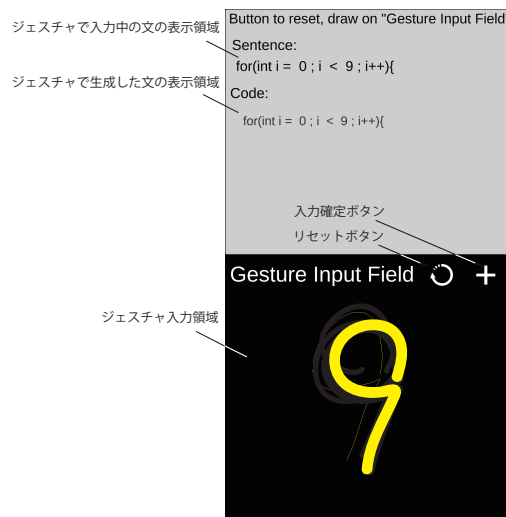 Button to reset, draw on "Gesture Input Field"
ジェスチャで入力中の文の表示領域
Sentence:
for(int i = 0 ; i < 9 ; i++){
ジェスチャで生成した文の表示領域
Code:
for(int i = 0 ; i < 9 ; i++){
入力確定ボタン
リセットボタン
Gesture Input Field
ジェスチャ入力領域
9